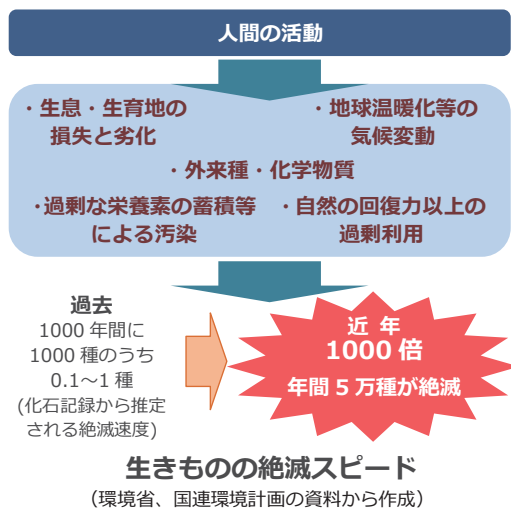 人間の活動
・生息・生育地の
損失と劣化
・地球温暖化等の
気候変動
・外来種・化学物質
・過剰な栄養素の蓄積等
による汚染
・自然の回復力以上の
過剰利用
過去
1000 年間に
1000 種のうち
0.1～1 種
(化石記録から推定
される絶滅速度)
近 年
1000 倍
年間 5 万種が絶滅
生きものの絶滅スピード
（環境省、国連環境計画の資料から作成）